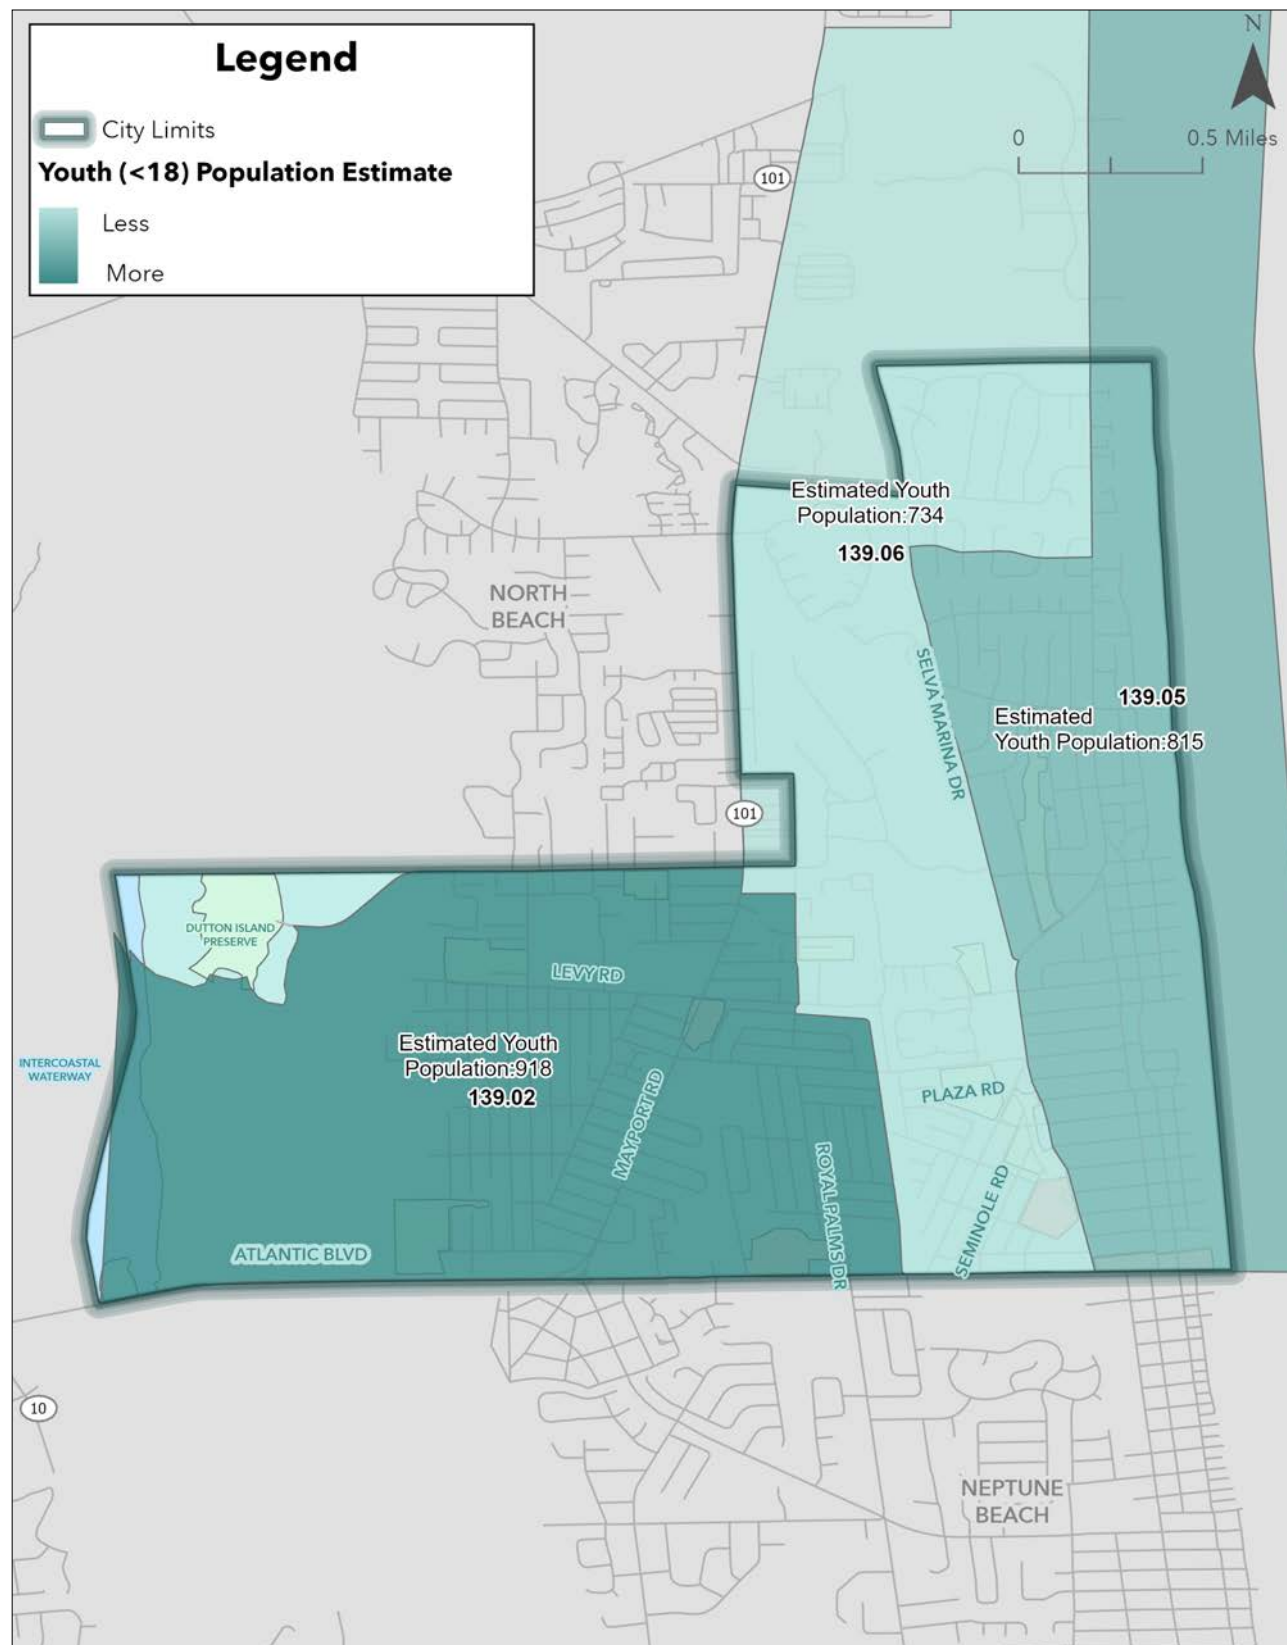 Legend
City Limits
Youth (<18) Population Estimate
Less
More
N
0 0.5 Miles
101
Estimated Youth
Population:734
139.06
NORTH
BEACH
SELVA MARINA DR
139.05
Estimated
Youth Population:815
101
DUTTON ISLAND
PRESERVE
LEVY RD
Estimated Youth
Population:918
139.02
INTERCOASTAL
WATERWAY
MAYPORT RD
PLAZA RD
ROYAL PALMS DR
SEMINOLE RD
ATLANTIC BLVD
10
NEPTUNE
BEACH